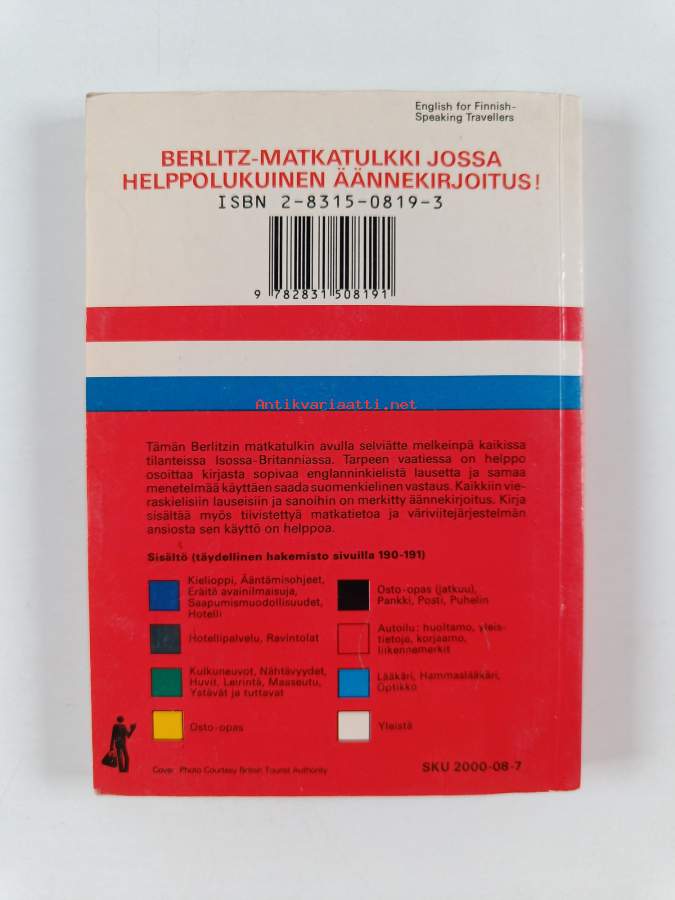 English for Finnish-
Speaking Travellers
BERLITZ-MATKATULKKI JOSSA
HELPPOLUKUINEN ÄÄNNEKIRJOITUS!
ISBN 2-8315-0819-3
9 782831 508191
Antikvariaatti.net
Tämän Berlitzin matkatulkin avulla selviätte melkeinpä kaikissa
tilanteissa Isossa-Britanniassa. Tarpeen vaatiessa on helppo
osoittaa kirjasta sopivaa englanninkielistä lausetta ja samaa
menetelmää käyttäen saada suomenkielinen vastaus. Kaikkiin vie-
raskielisiin lauseisiin ja sanoihin on merkitty äännekirjoitus. Kirja
sisältää myös tiivistettyä matkatietoa ja väriviitejärjestelmän
ansiosta sen käyttö on helppoa.
Sisältö (täydellinen hakemisto sivuilla 190-191)
Kielioppi, Ääntämisohjeet,
Eräitä avainilmaisuja,
Saapumismuodollisuudet,
Hotelli
Hotellipalvelu, Ravintolat
Kulkuneuvot, Nähtävyydet,
Huvit, Leirintä, Maaseutu,
Ystävät ja tuttavat
Osto-opas
Osto-opas (jatkuu),
Pankki, Posti, Puhelin
Autoilu: huoltamo, yleis-
tietoja, korjaamo,
liikennemerkit
Lääkäri, Hammaslääkäri,
Optikko
Yleistä
Cover Photo Courtesy British Tourist Authority
SKU 2000-08-7